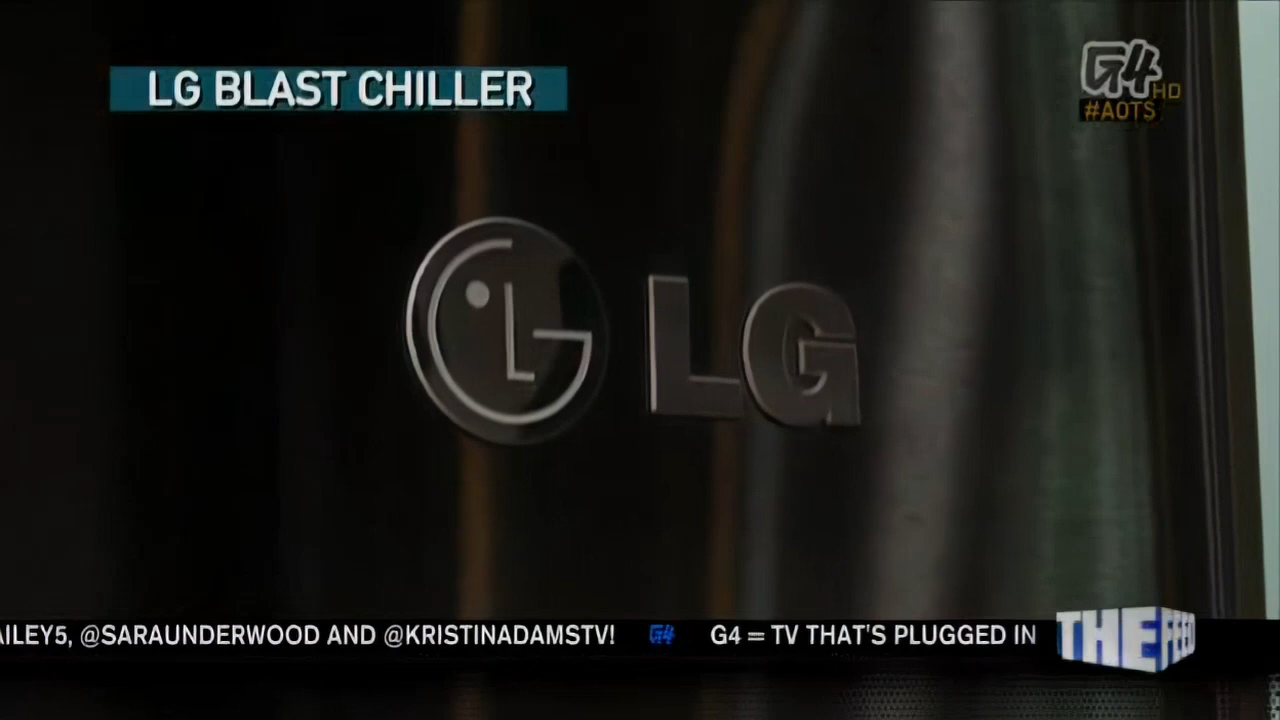 LG BLAST CHILLER
G4
HD
#AOTS
LG
LG
AILEY5, @SARAUNDERWOOD AND @KRISTINADAMSTV! G4 G4 = TV THAT'S PLUGGED IN
THE FEED